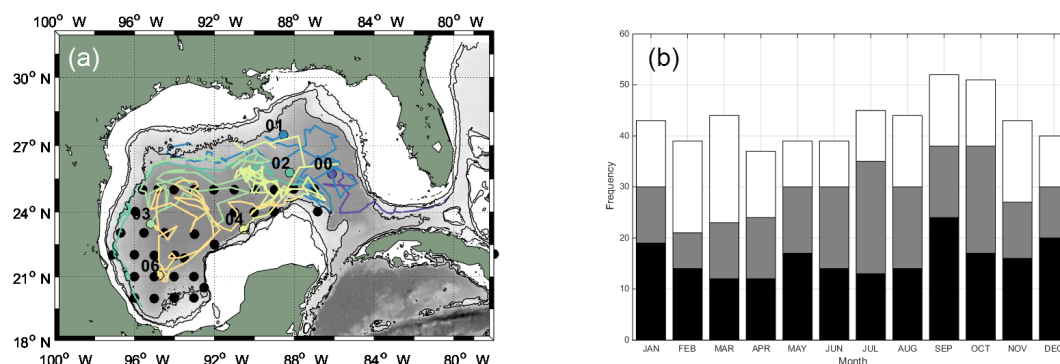 100° W 96° W 92° W 88° W 84° W 80° W
(a)
30° N
27° N
24° N
21° N
18° N
01
02
00
03
04
06
100° W 96° W 92° W 88° W 84° W 80° W
(b)
60
50
40
30
20
10
0
Frequency
JAN FEB MAR APR MAY JUN JUL AUG SEP OCT NOV DEC
Month